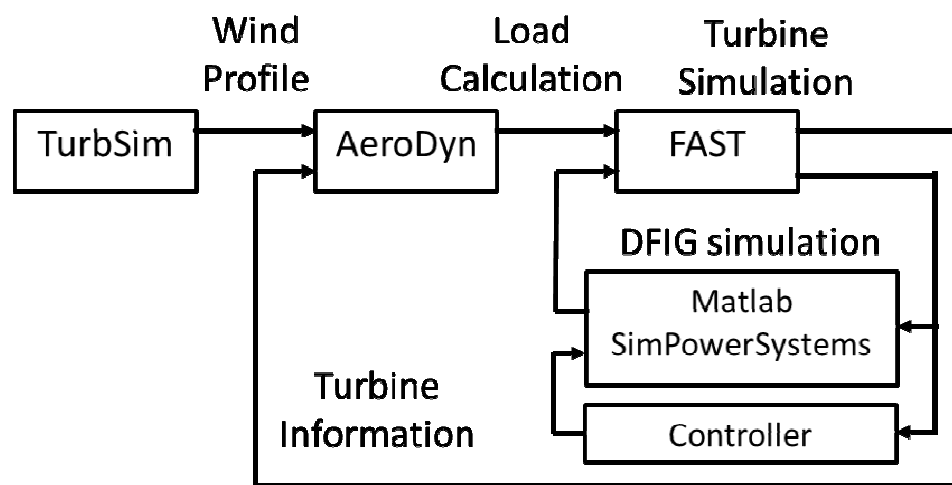 Wind
Profile
Load
Calculation
Turbine
Simulation
TurbSim
AeroDyn
FAST
DFIG simulation
Matlab
SimPowerSystems
Turbine
Information
Controller